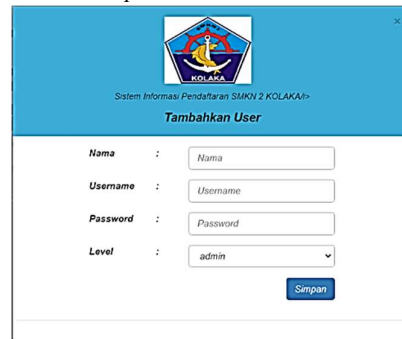 KOLAKA
Sistem Informasi Pendaftaran SMKN 2 KOLAKA/>
Tambahkan User
×
Nama : Nama
Username : Username
Password : Password
Level : admin
Simpan